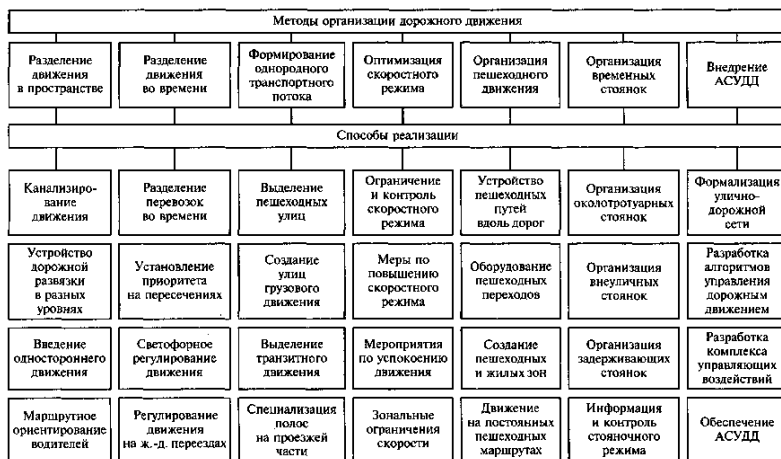 Методы организации дорожного движения
Разделение
движения
в пространстве
Разделение
движения
во времени
Формирование
однородного
транспортного
потока
Оптимизация
скоростного
режима
Организация
пешеходного
движения
Организация
временных
стоянок
Внедрение
АСУДД
Способы реализации
Канализиро-
вание
движения
Разделение
перевозок
во времени
Выделение
пешеходных
улиц
Ограничение
и контроль
скоростного
режима
Устройство
пешеходных
путей
вдоль дорог
Организация
околотротуарных
стоянок
Формализация
улично-
дорожной
сети
Устройство
дорожной
развязки
в разных
уровнях
Установление
приоритета
на пересечениях
Создание
улиц
грузового
движения
Меры по
повышению
скоростного
режима
Оборудование
пешеходных
переходов
Организация
внеуличных
стоянок
Разработка
алгоритмов
управления
дорожным
движением
Введение
одностороннего
движения
Светофорное
регулирование
движения
Выделение
транзитного
движения
Мероприятия
по успокоению
движения
Создание
пешеходных
и жилых зон
Организация
задерживающих
стоянок
Разработка
комплекса
управляющих
воздействий
Маршрутное
ориентирование
водителей
Регулирование
движения
на ж.-д. переездах
Специализация
полос
на проезжей
части
Зональные
ограничения
скорости
Движение
на постоянных
пешеходных
маршрутах
Информация
и контроль
стояночного
режима
Обеспечение
АСУДД